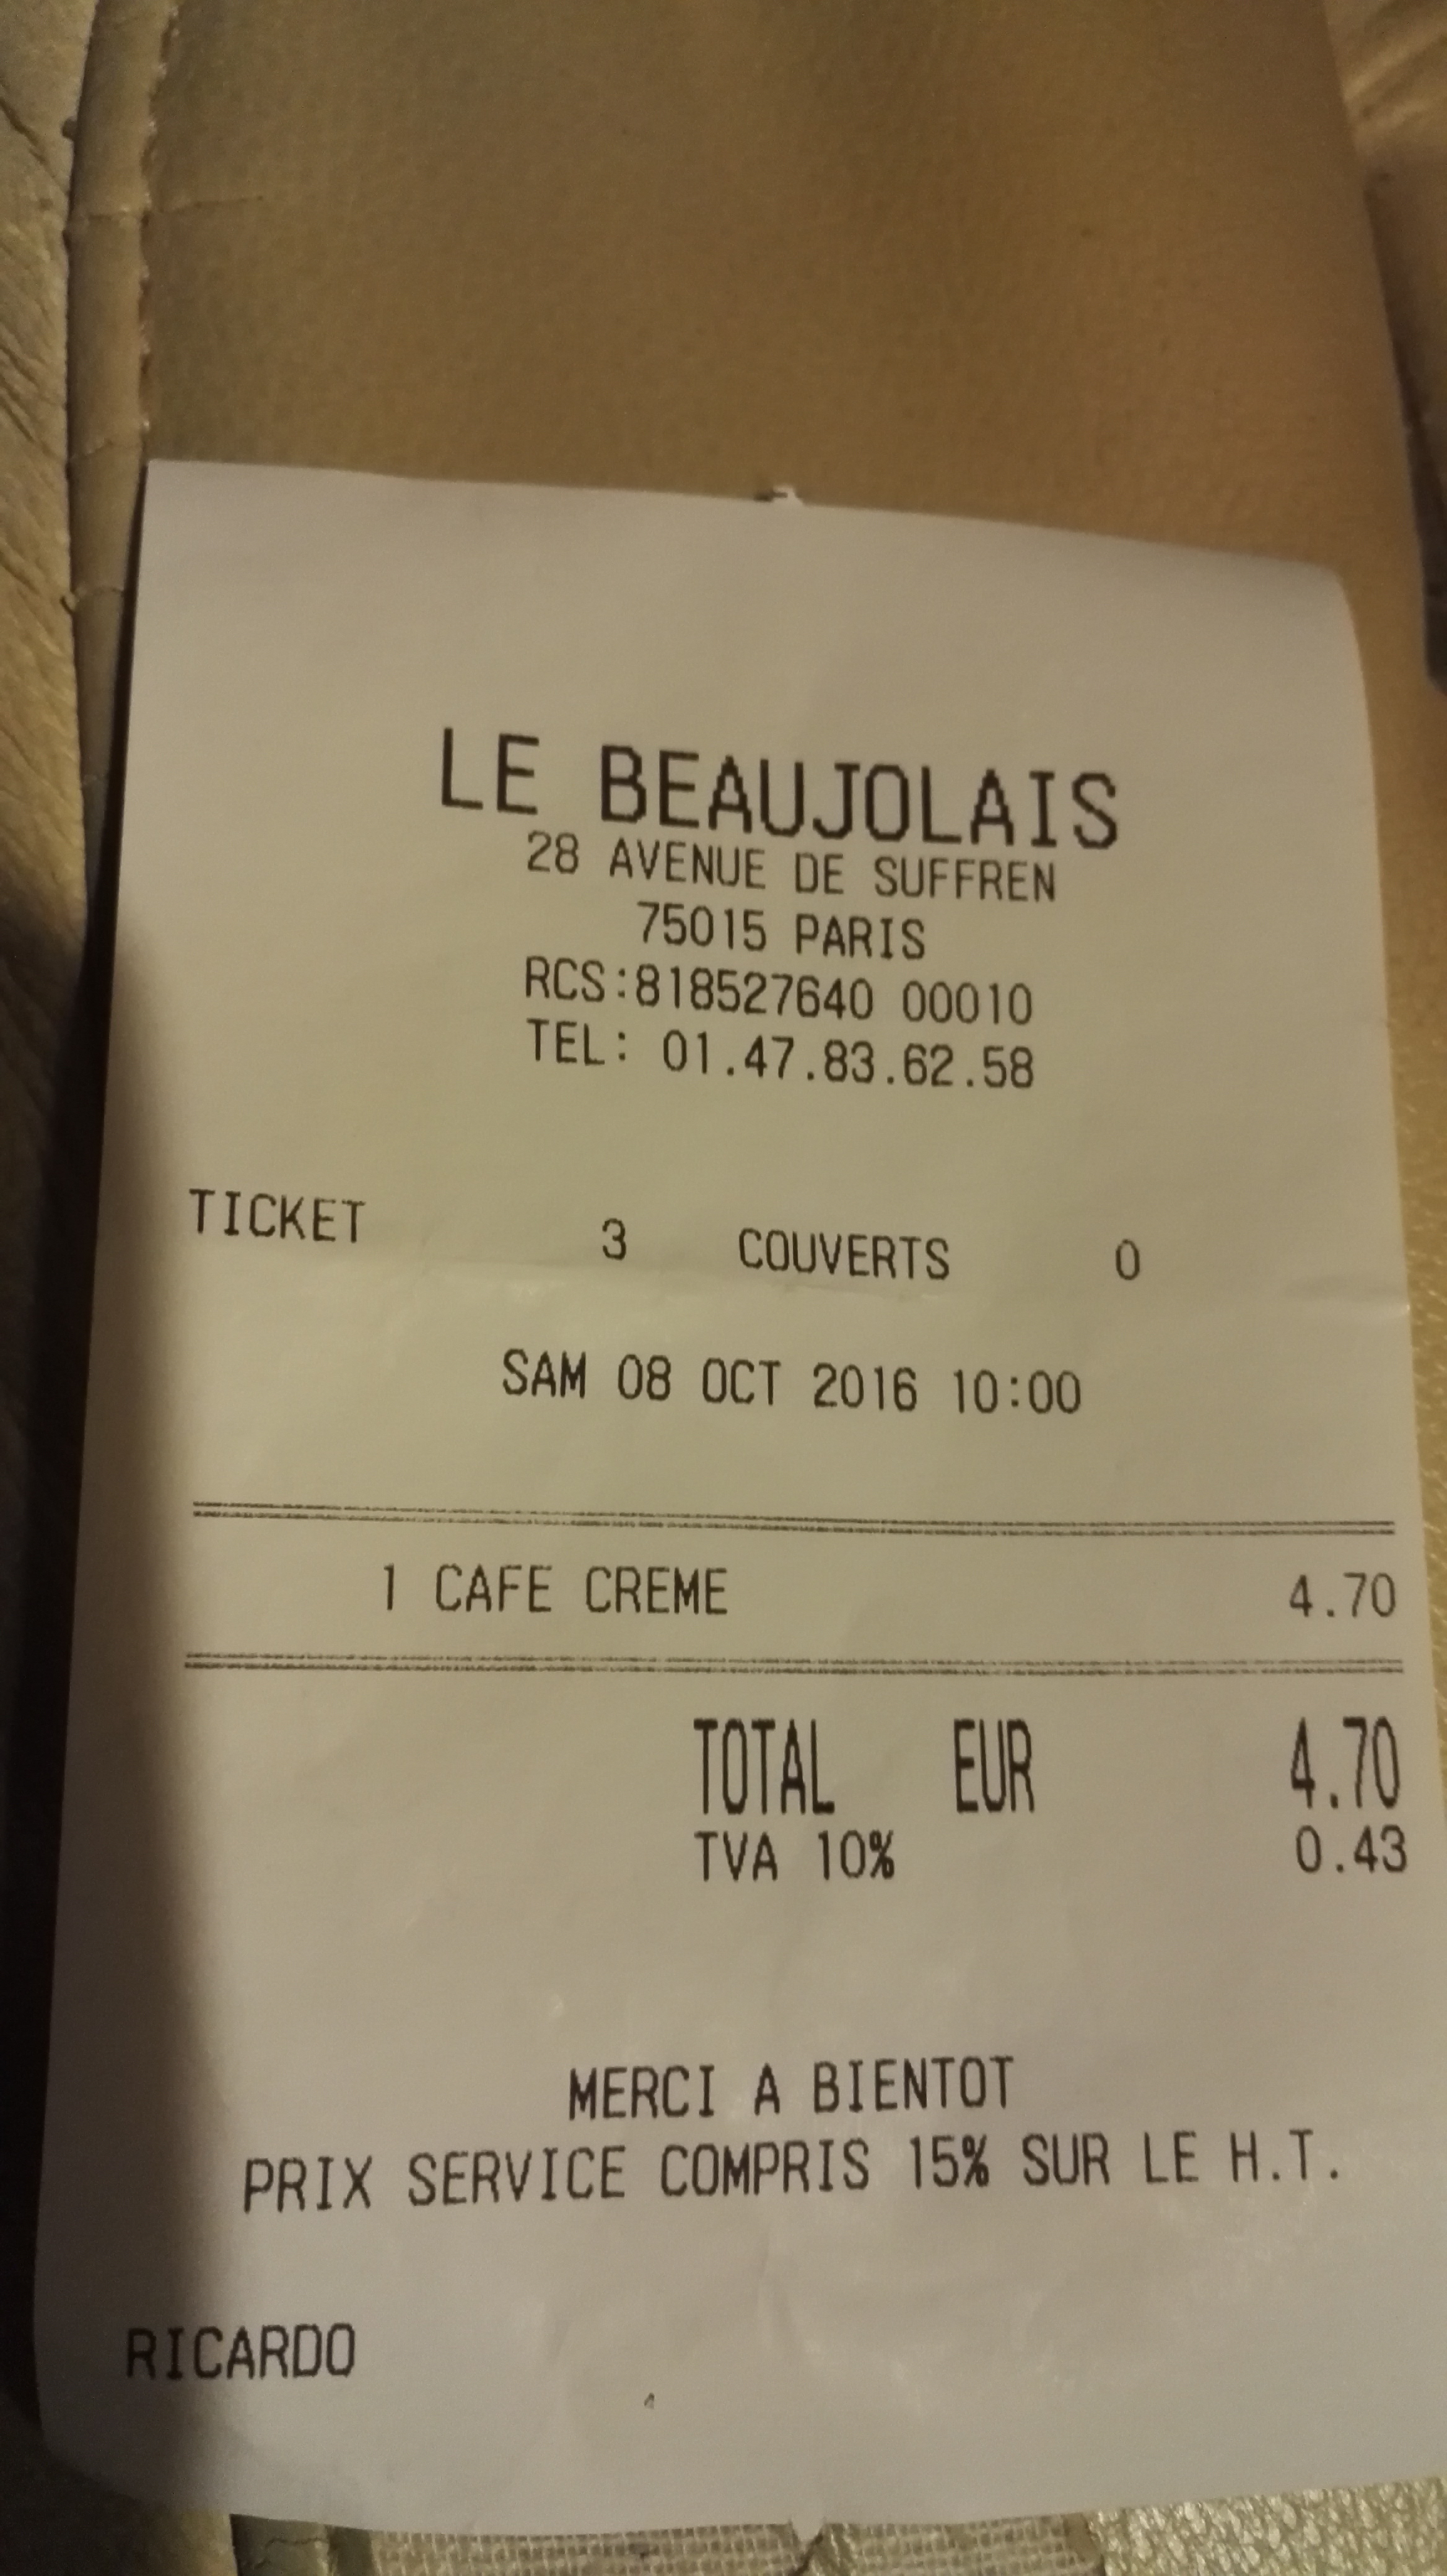 LE BEAUJOLAIS
28 AVENUE DE SUFFREN
75015 PARIS
RCS:818527640 00010
TEL: 01.47.83.62.58
TICKET 3 COUVERTS 0
SAM 08 OCT 2016 10:00
1 CAFE CREME 4.70
TOTAL EUR 4.70
TVA 10% 0.43
MERCI A BIENTOT
PRIX SERVICE COMPRIS 15% SUR LE H.T.
RICARDO